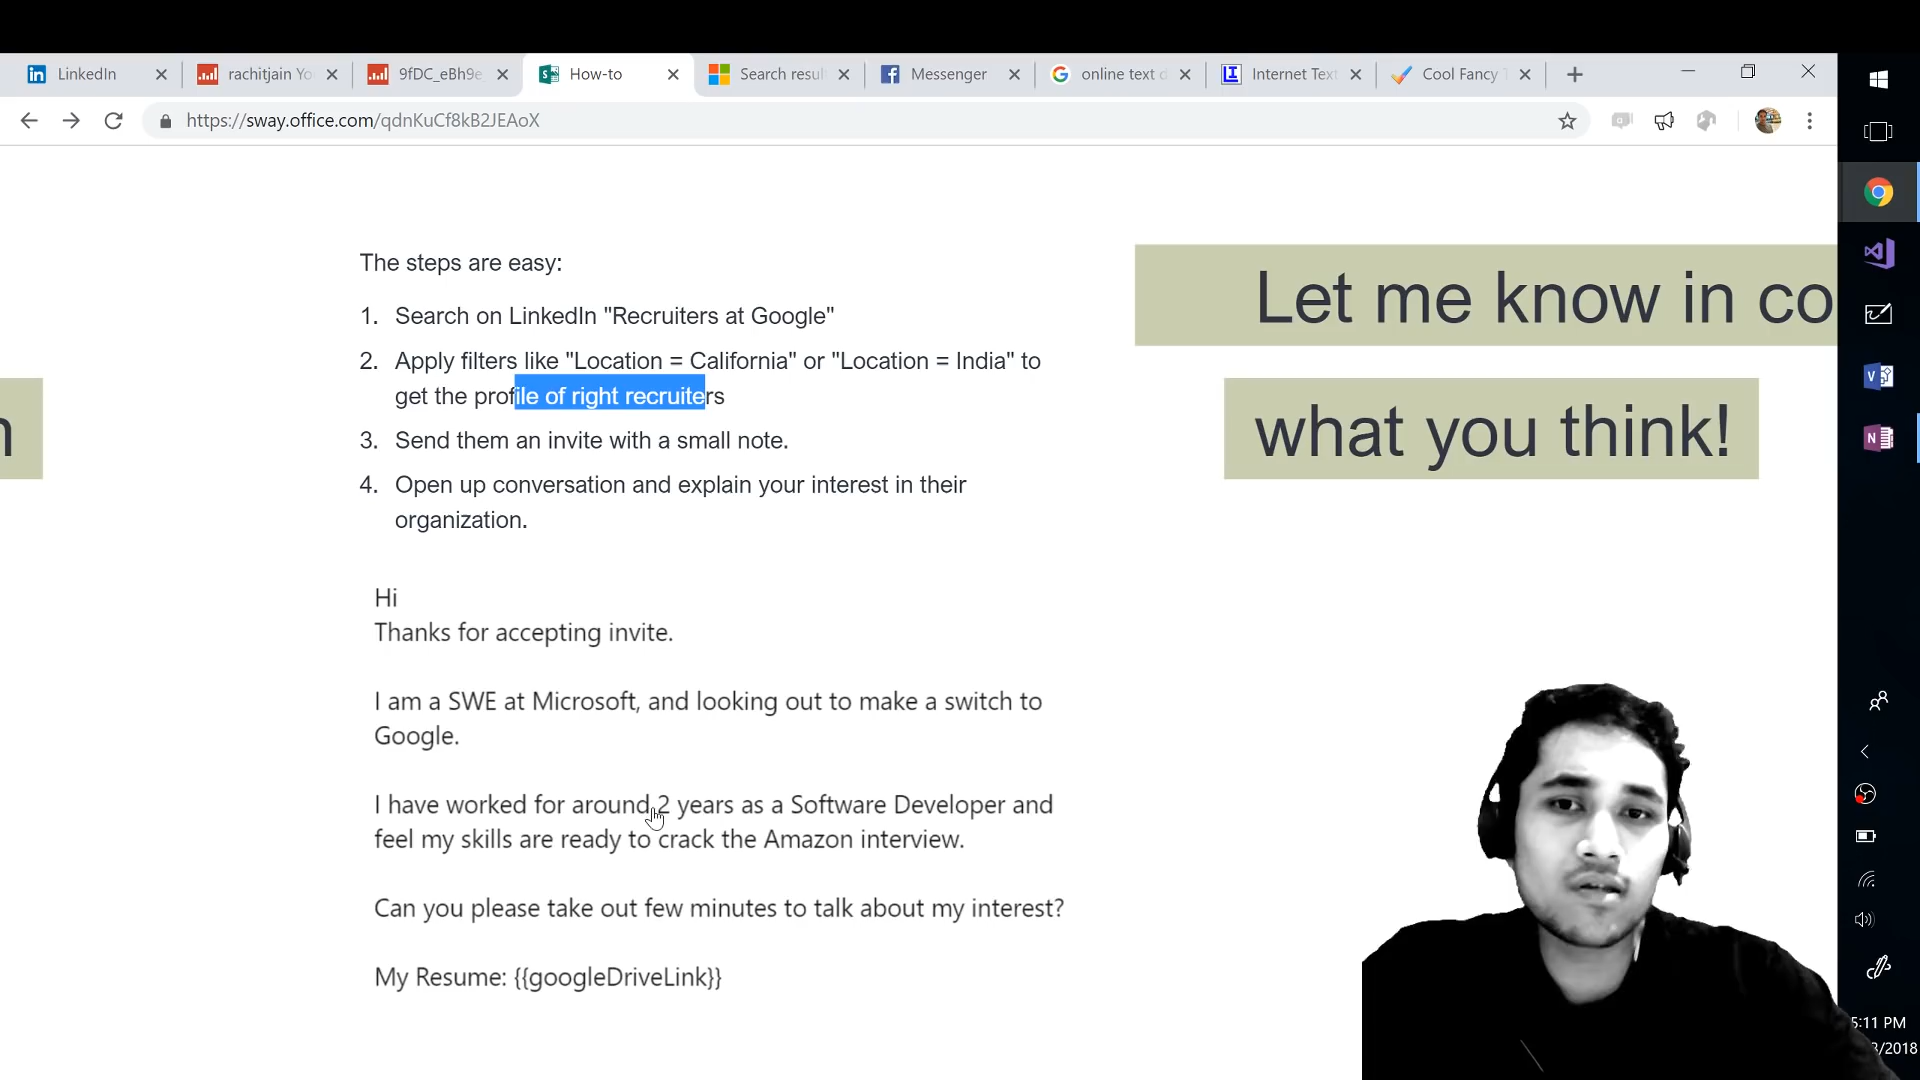 LinkedIn
rachitjain Yo
9fDC_eBh9e
How-to
Search resul
Messenger
online text d
Internet Text
Cool Fancy T
https://sway.office.com/qdnKuCf8kB2JEAoX
The steps are easy:
1. Search on LinkedIn "Recruiters at Google"
2. Apply filters like "Location = California" or "Location = India" to
get the profile of right recruiters
3. Send them an invite with a small note.
4. Open up conversation and explain your interest in their
organization.
Hi
Thanks for accepting invite.
I am a SWE at Microsoft, and looking out to make a switch to
Google.
I have worked for around 2 years as a Software Developer and
feel my skills are ready to crack the Amazon interview.
Can you please take out few minutes to talk about my interest?
My Resume: {{googleDriveLink}}
Let me know in co
what you think!
n
5:11 PM
3/2018